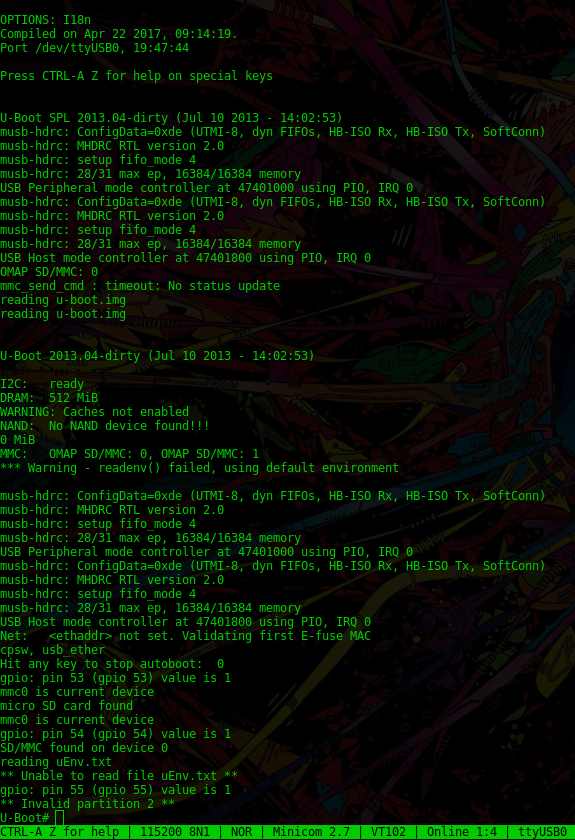 OPTIONS: I18n
Compiled on Apr 22 2017, 09:14:19.
Port /dev/ttyUSB0, 19:47:44
Press CTRL-A Z for help on special keys
U-Boot SPL 2013.04-dirty (Jul 10 2013 - 14:02:53)
musb-hdrc: ConfigData=0xde (UTMI-8, dyn FIFOs, HB-ISO Rx, HB-ISO Tx, SoftConn)
musb-hdrc: MHDRC RTL version 2.0
musb-hdrc: setup fifo_mode 4
musb-hdrc: 28/31 max ep, 16384/16384 memory
USB Peripheral mode controller at 47401000 using PIO, IRQ 0
musb-hdrc: ConfigData=0xde (UTMI-8, dyn FIFOs, HB-ISO Rx, HB-ISO Tx, SoftConn)
musb-hdrc: MHDRC RTL version 2.0
musb-hdrc: setup fifo_mode 4
musb-hdrc: 28/31 max ep, 16384/16384 memory
USB Host mode controller at 47401800 using PIO, IRQ 0
OMAP SD/MMC: 0
mmc_send_cmd : timeout: No status update
reading u-boot.img
reading u-boot.img
U-Boot 2013.04-dirty (Jul 10 2013 - 14:02:53)
I2C:   ready
DRAM:  512 MiB
WARNING: Caches not enabled
NAND:  No NAND device found!!!
0 MiB
MMC:   OMAP SD/MMC: 0, OMAP SD/MMC: 1
*** Warning - readenv() failed, using default environment
musb-hdrc: ConfigData=0xde (UTMI-8, dyn FIFOs, HB-ISO Rx, HB-ISO Tx, SoftConn)
musb-hdrc: MHDRC RTL version 2.0
musb-hdrc: setup fifo_mode 4
musb-hdrc: 28/31 max ep, 16384/16384 memory
USB Peripheral mode controller at 47401000 using PIO, IRQ 0
musb-hdrc: ConfigData=0xde (UTMI-8, dyn FIFOs, HB-ISO Rx, HB-ISO Tx, SoftConn)
musb-hdrc: MHDRC RTL version 2.0
musb-hdrc: setup fifo_mode 4
musb-hdrc: 28/31 max ep, 16384/16384 memory
USB Host mode controller at 47401800 using PIO, IRQ 0
Net:   <ethaddr> not set. Validating first E-fuse MAC
cpsw, usb_ether
Hit any key to stop autoboot:  0
gpio: pin 53 (gpio 53) value is 1
mmc0 is current device
micro SD card found
mmc0 is current device
gpio: pin 54 (gpio 54) value is 1
SD/MMC found on device 0
reading uEnv.txt
** Unable to read file uEnv.txt **
gpio: pin 55 (gpio 55) value is 1
** Invalid partition 2 **
U-Boot#
CTRL-A Z for help | 115200 8N1 | NOR | Minicom 2.7 | VT102 | Online 1:4 | ttyUSB0